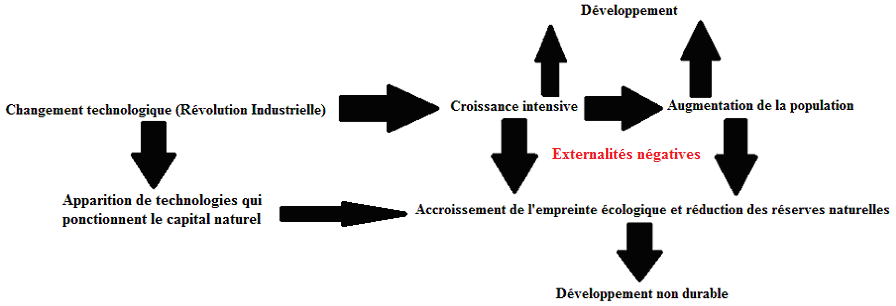 Développement
Changement technologique (Révolution Industrielle)
Croissance intensive
Augmentation de la population
Externalités négatives
Apparition de technologies qui
ponctionnent le capital naturel
Accroissement de l'empreinte écologique et réduction des réserves naturelles
Développement non durable